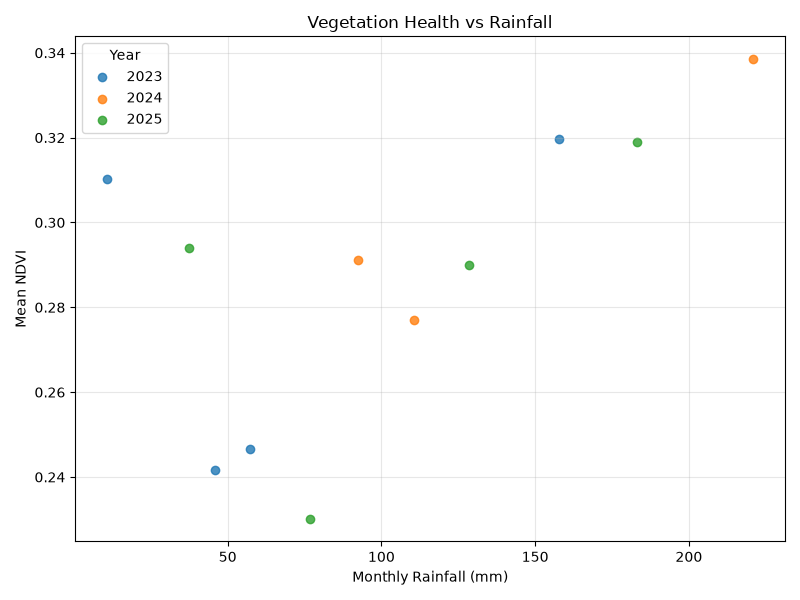 Vegetation Health vs Rainfall
Year
2023
2024
2025
0.34
0.32
0.30
0.28
0.26
0.24
Mean NDVI
50 100 150 200
Monthly Rainfall (mm)